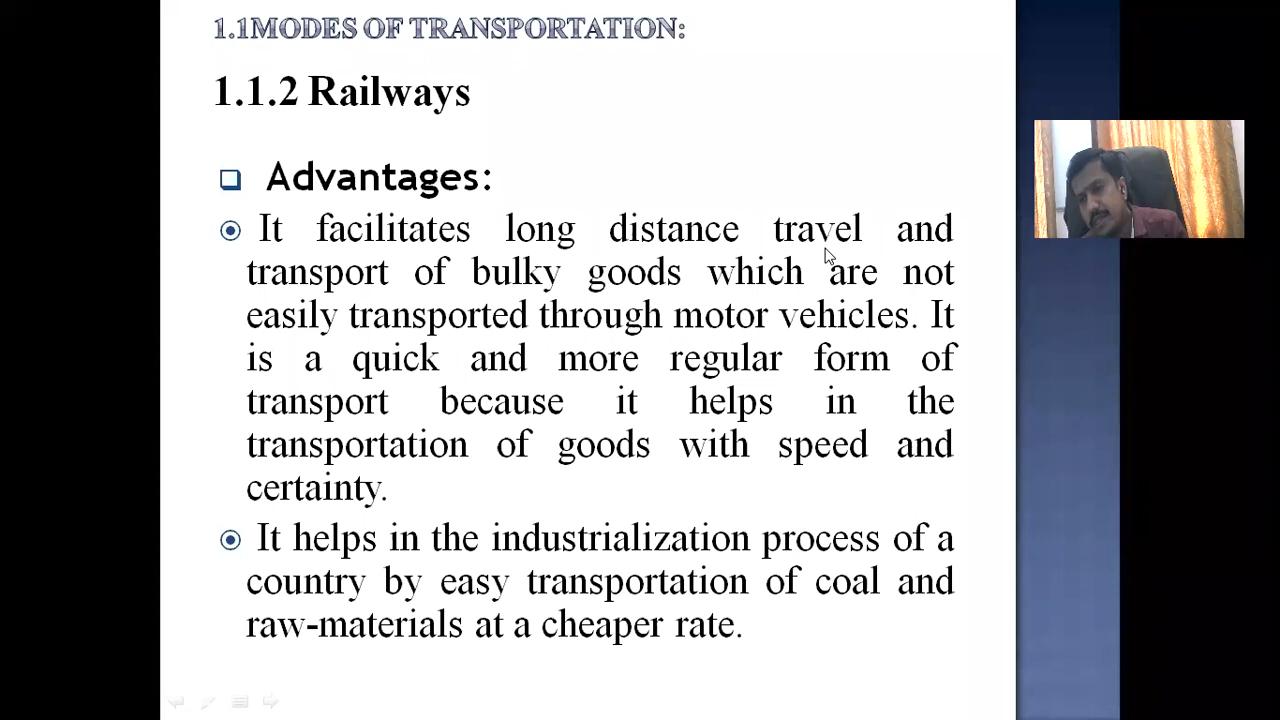 1.1MODES OF TRANSPORTATION:
1.1.2 Railways
Advantages:
It facilitates long distance travel and
transport of bulky goods which are not
easily transported through motor vehicles. It
is a quick and more regular form of
transport because it helps in the
transportation of goods with speed and
certainty.
It helps in the industrialization process of a
country by easy transportation of coal and
raw-materials at a cheaper rate.